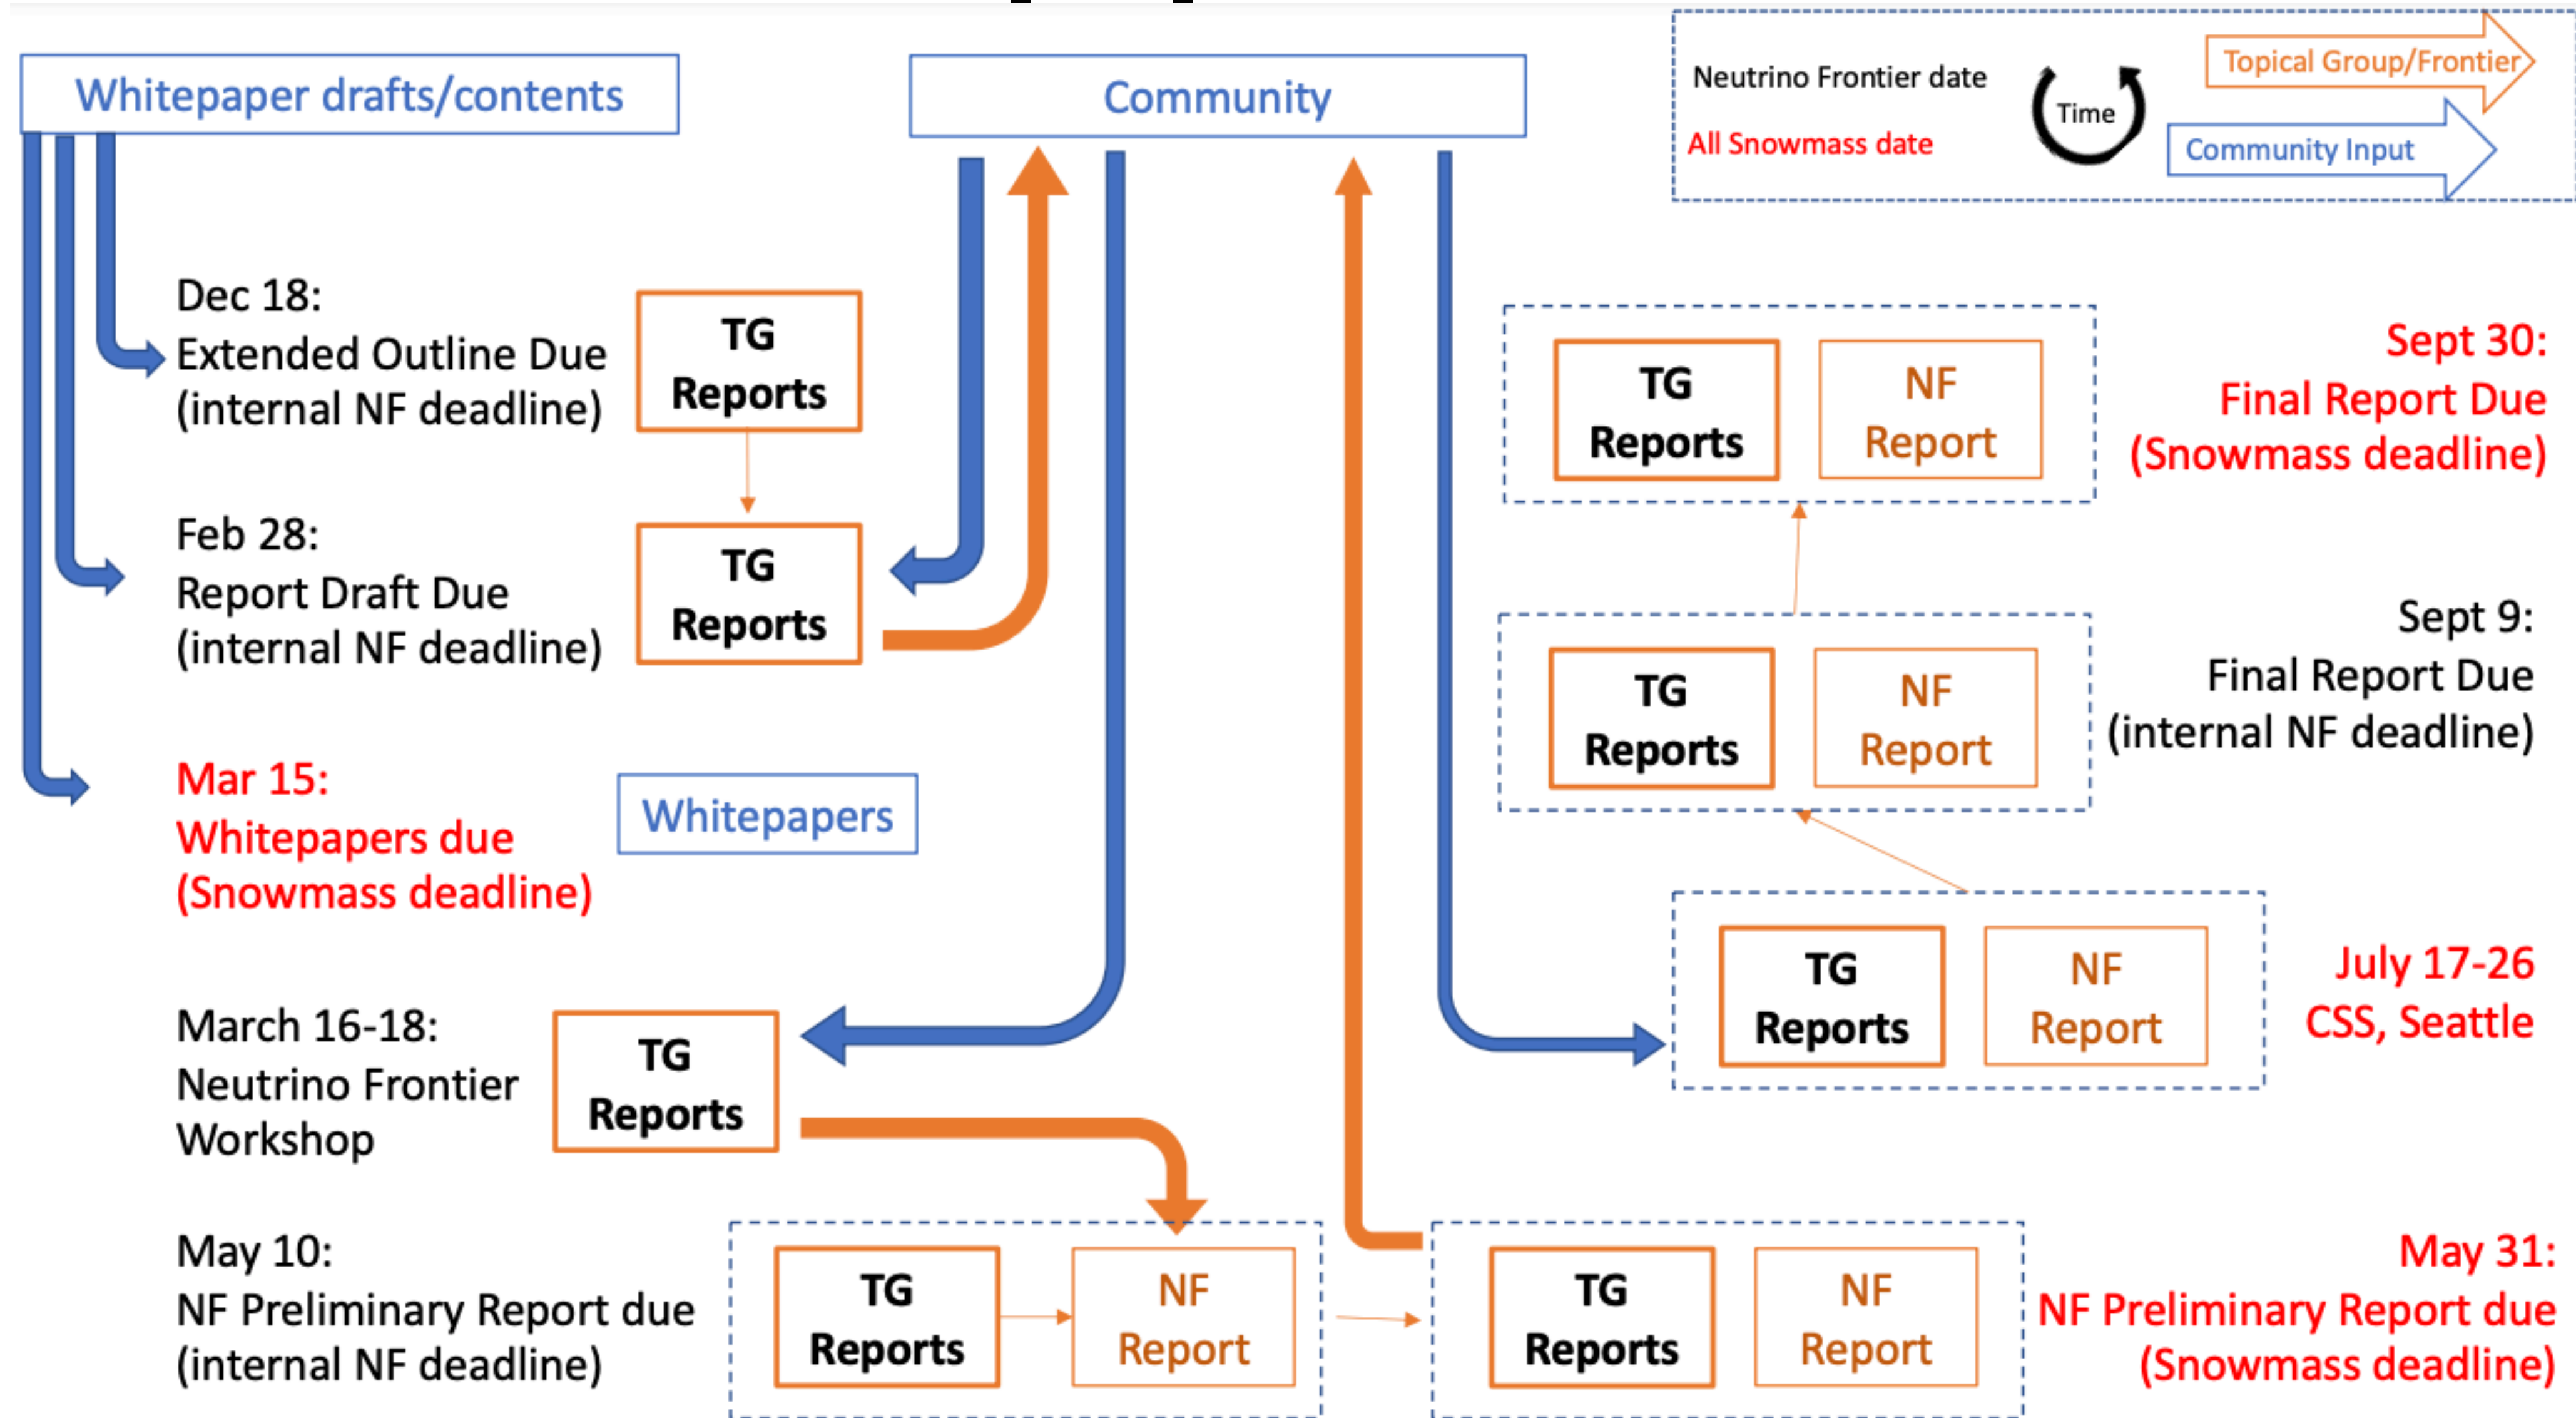 Whitepaper drafts/contents
Community
Neutrino Frontier date
All Snowmass date
Time
Topical Group/Frontier
Community Input
Dec 18:
Extended Outline Due
(internal NF deadline)
TG
Reports
Feb 28:
Report Draft Due
(internal NF deadline)
TG
Reports
Mar 15:
Whitepapers due
(Snowmass deadline)
Whitepapers
March 16-18:
Neutrino Frontier
Workshop
TG
Reports
May 10:
NF Preliminary Report due
(internal NF deadline)
TG
Reports
NF
Report
TG
Reports
NF
Report
May 31:
NF Preliminary Report due
(Snowmass deadline)
TG
Reports
NF
Report
July 17-26
CSS, Seattle
TG
Reports
NF
Report
Sept 9:
Final Report Due
(internal NF deadline)
TG
Reports
NF
Report
Sept 30:
Final Report Due
(Snowmass deadline)